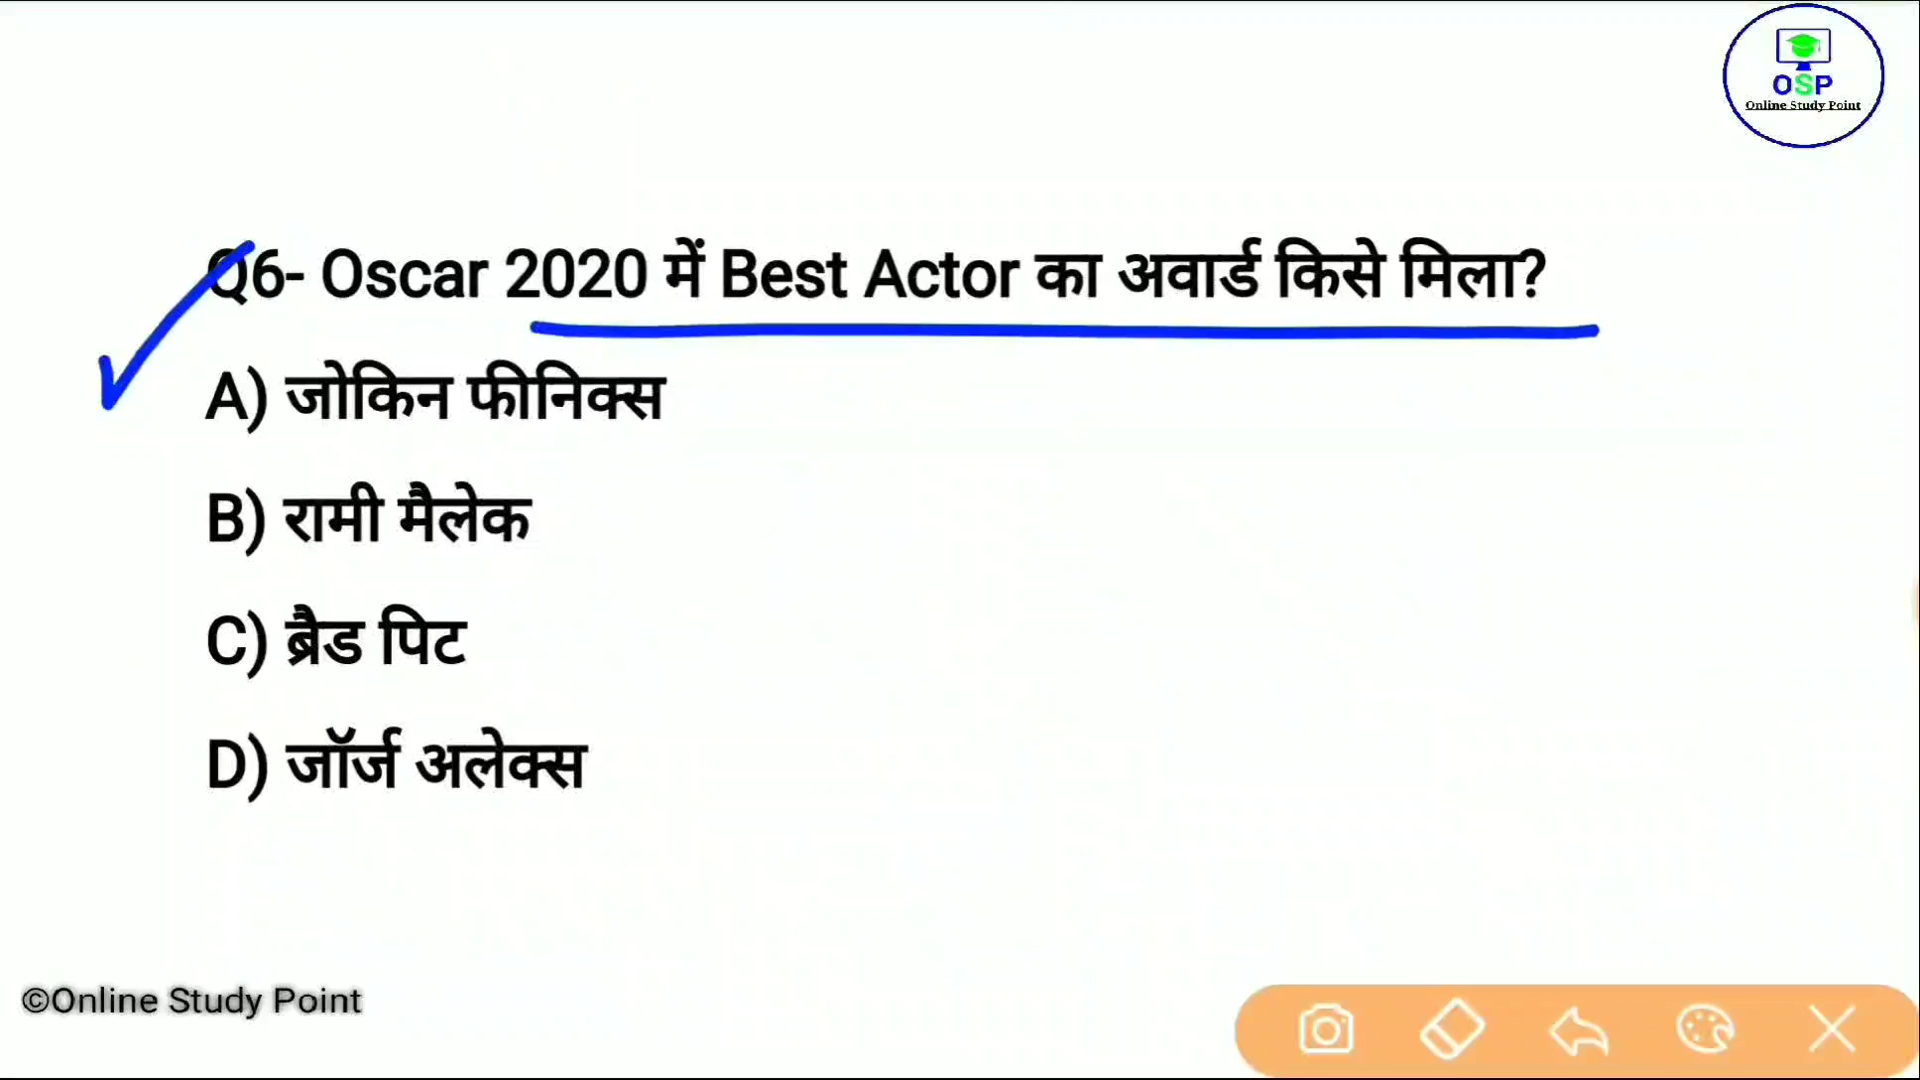 OSP
Online Study Point
Q6- Oscar 2020 में Best Actor का अवार्ड किसे मिला?
A) जोकिन फीनिक्स
B) रामी मैलेक
C) ब्रैड पिट
D) जॉर्ज अलेक्स
©Online Study Point